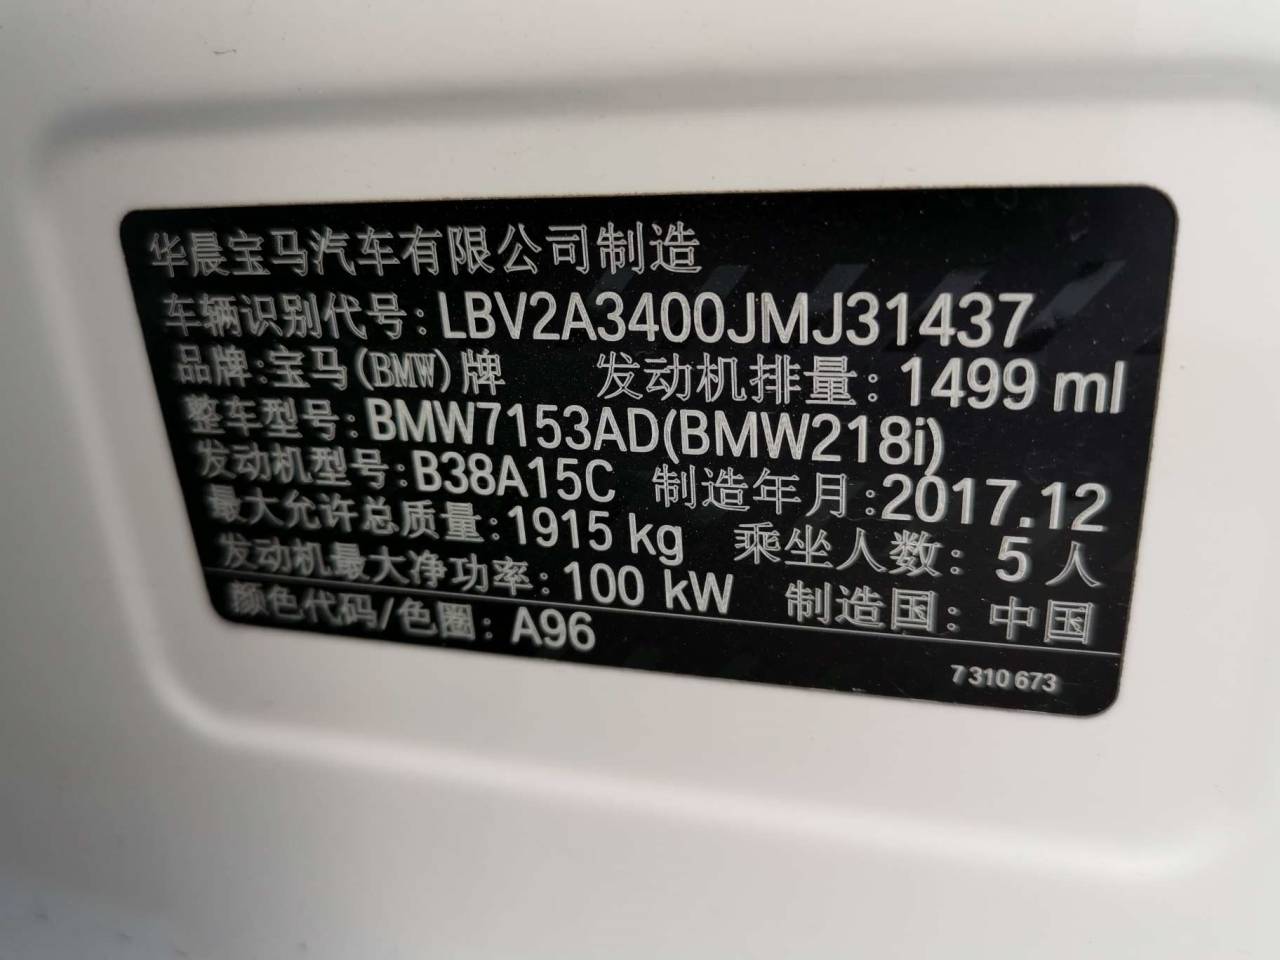 华晨宝马汽车有限公司制造
车辆识别代号: LBV2A3400JMJ31437
品牌: 宝马(BMW)牌 发动机排量: 1499 ml
整车型号: BMW7153AD(BMW218i)
发动机型号: B38A15C 制造年月: 2017.12
最大允许总质量: 1915 kg 乘坐人数: 5 人
发动机最大净功率: 100 kW 制造国: 中国
颜色代码/色圈: A96
7 310 673